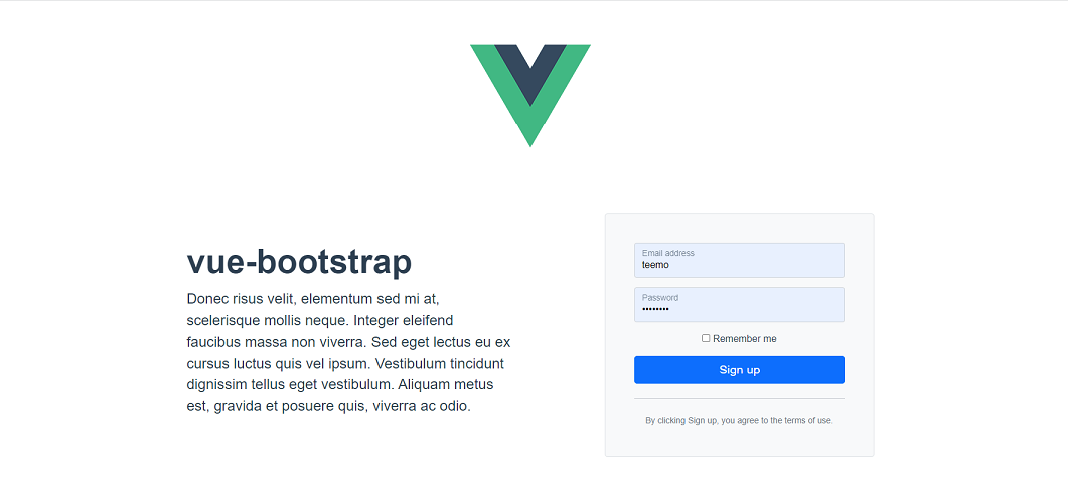 vue-bootstrap
Donec risus velit, elementum sed mi at,
scelerisque mollis neque. Integer eleifend
faucibus massa non viverra. Sed eget lectus eu ex
cursus luctus quis vel ipsum. Vestibulum tincidunt
dignissim tellus eget vestibulum. Aliquam metus
est, gravida et posuere quis, viverra ac odio.
Email address
teemo
Password
••••••••
Remember me
Sign up
By clicking Sign up, you agree to the terms of use.